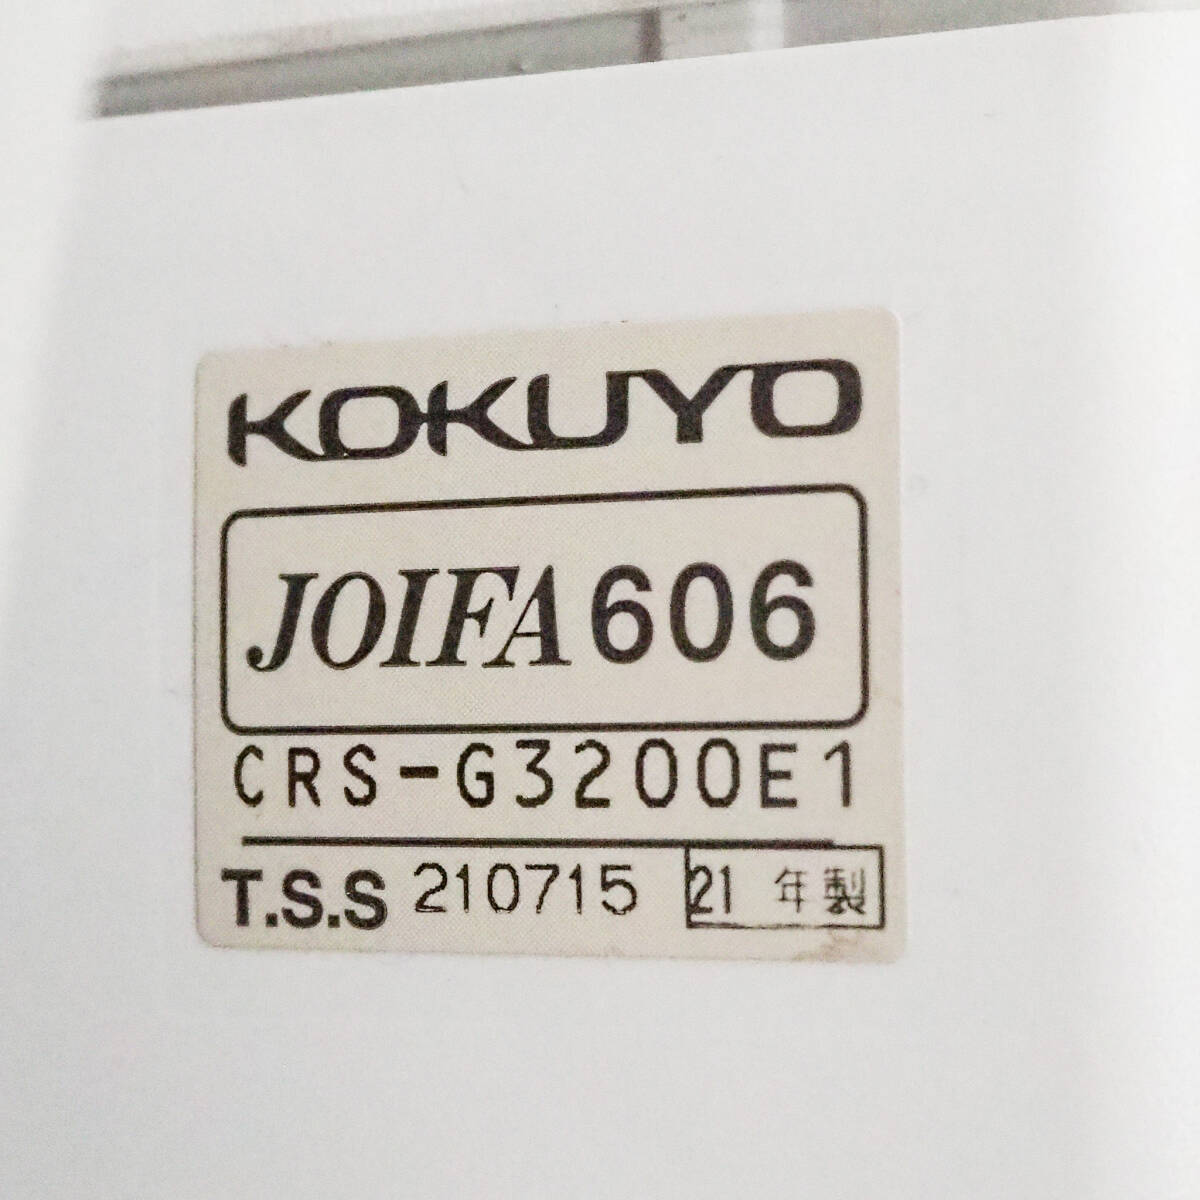 KOKUYO
JOIFA 606
CRS-G3200E1
T.S.S 210715 21 年製